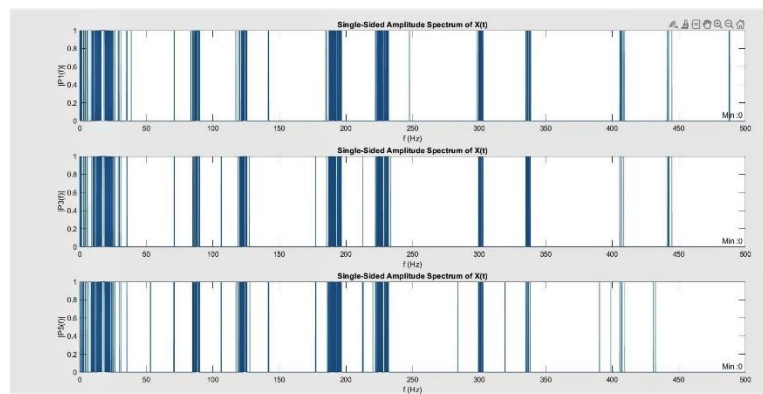 Single-Sided Amplitude Spectrum of X(t)
1
0.8
0.6
0.4
0.2
0
|P1(f)|
Min :0
0 50 100 150 200 250 300 350 400 450 500
f (Hz)
Single-Sided Amplitude Spectrum of X(t)
1
0.8
0.6
0.4
0.2
0
|P3(f)|
Min :0
0 50 100 150 200 250 300 350 400 450 500
f (Hz)
Single-Sided Amplitude Spectrum of X(t)
1
0.8
0.6
0.4
0.2
0
|P5(f)|
Min :0
0 50 100 150 200 250 300 350 400 450 500
f (Hz)